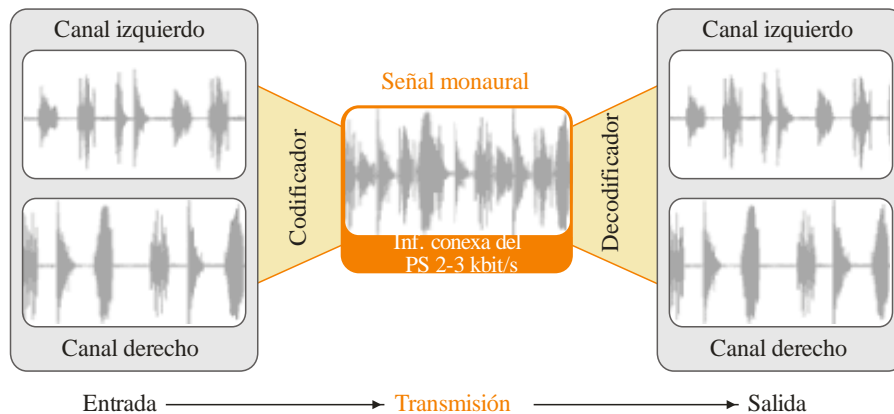 Canal izquierdo
Canal derecho
Codificador
Señal monaural
Inf. conexa del
PS 2-3 kbit/s
Decodificador
Canal izquierdo
Canal derecho
Entrada
Transmisión
Salida